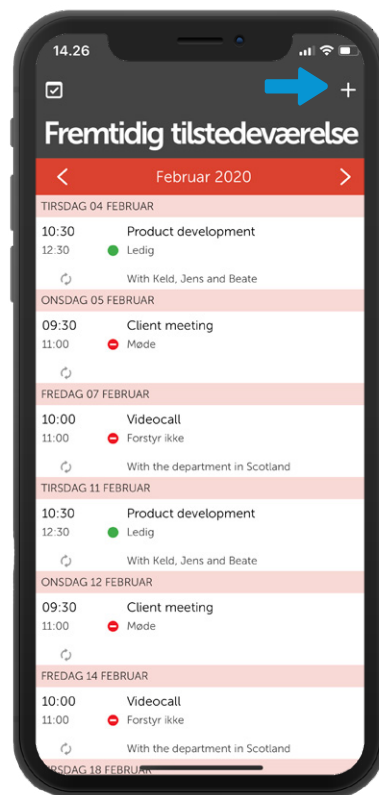 14.26
Fremtidig tilstedeværelse
Februar 2020
TIRSDAG 04 FEBRUAR
10:30 Product development
12:30 Ledig
With Keld, Jens and Beate
ONSDAG 05 FEBRUAR
09:30 Client meeting
11:00 Møde
FREDAG 07 FEBRUAR
10:00 Videocall
11:00 Forstyr ikke
With the department in Scotland
TIRSDAG 11 FEBRUAR
10:30 Product development
12:30 Ledig
With Keld, Jens and Beate
ONSDAG 12 FEBRUAR
09:30 Client meeting
11:00 Møde
FREDAG 14 FEBRUAR
10:00 Videocall
11:00 Forstyr ikke
With the department in Scotland
RSDAG 18 FEBRUAR